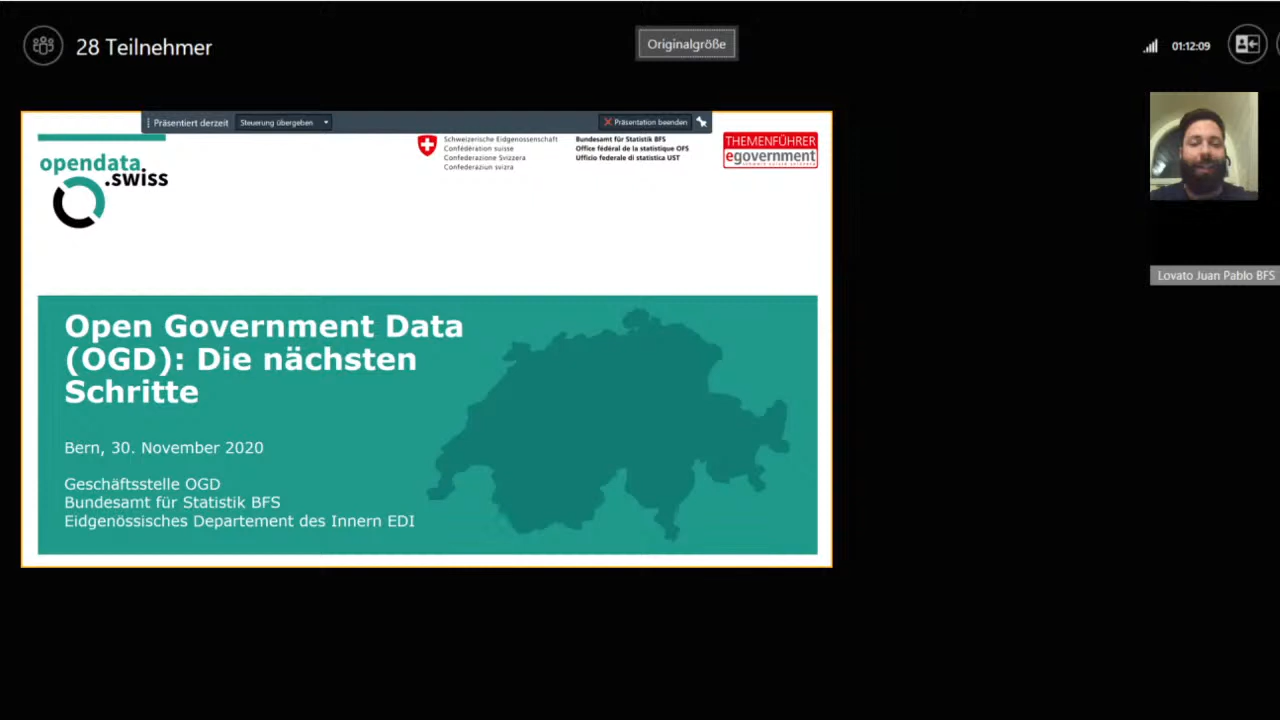 28 Teilnehmer
Originalgröße
01:12:09
Präsentiert derzeit
Steuerung übergeben
Präsentation beenden
opendata.
.swiss
Schweizerische Eidgenossenschaft
Confédération suisse
Confederazione Svizzera
Confederaziun svizra
Bundesamt für Statistik BFS
Office fédéral de la statistique OFS
Ufficio federale di statistica UST
THEMENFÜHRER
egovernment
Lovato Juan Pablo BFS
Open Government Data
(OGD): Die nächsten
Schritte
Bern, 30. November 2020
Geschäftsstelle OGD
Bundesamt für Statistik BFS
Eidgenössisches Departement des Innern EDI